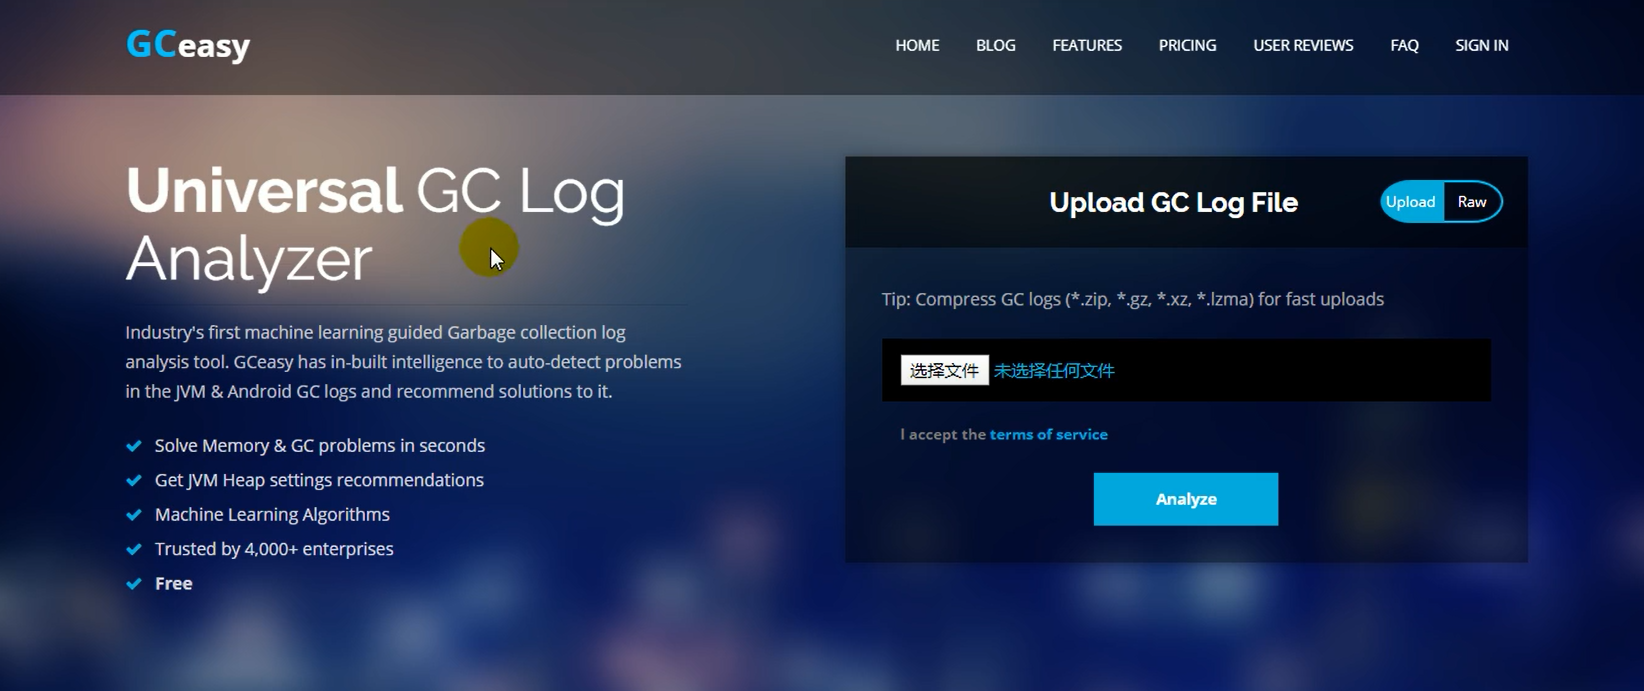 GCeasy
HOME BLOG FEATURES PRICING USER REVIEWS FAQ SIGN IN
Universal GC Log
Analyzer
Industry's first machine learning guided Garbage collection log
analysis tool. GCeasy has in-built intelligence to auto-detect problems
in the JVM & Android GC logs and recommend solutions to it.
Solve Memory & GC problems in seconds
Get JVM Heap settings recommendations
Machine Learning Algorithms
Trusted by 4,000+ enterprises
Free
Upload GC Log File
Upload Raw
Tip: Compress GC logs (*.zip, *.gz, *.xz, *.lzma) for fast uploads
选择文件 未选择任何文件
I accept the terms of service
Analyze